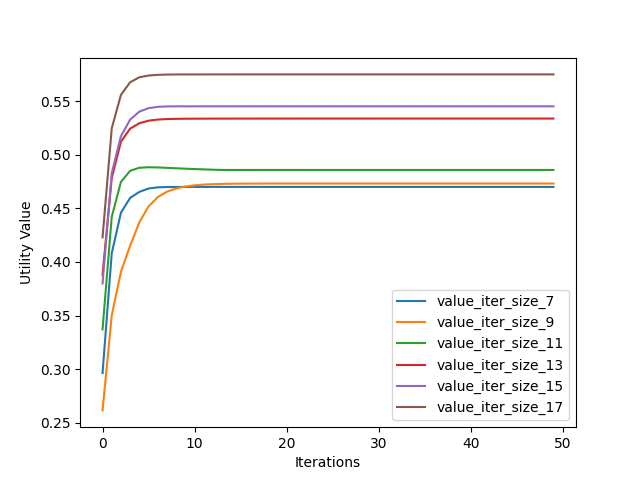 0.55
0.50
0.45
0.40
0.35
0.30
0.25
Utility Value
value_iter_size_7
value_iter_size_9
value_iter_size_11
value_iter_size_13
value_iter_size_15
value_iter_size_17
0 10 20 30 40 50
Iterations